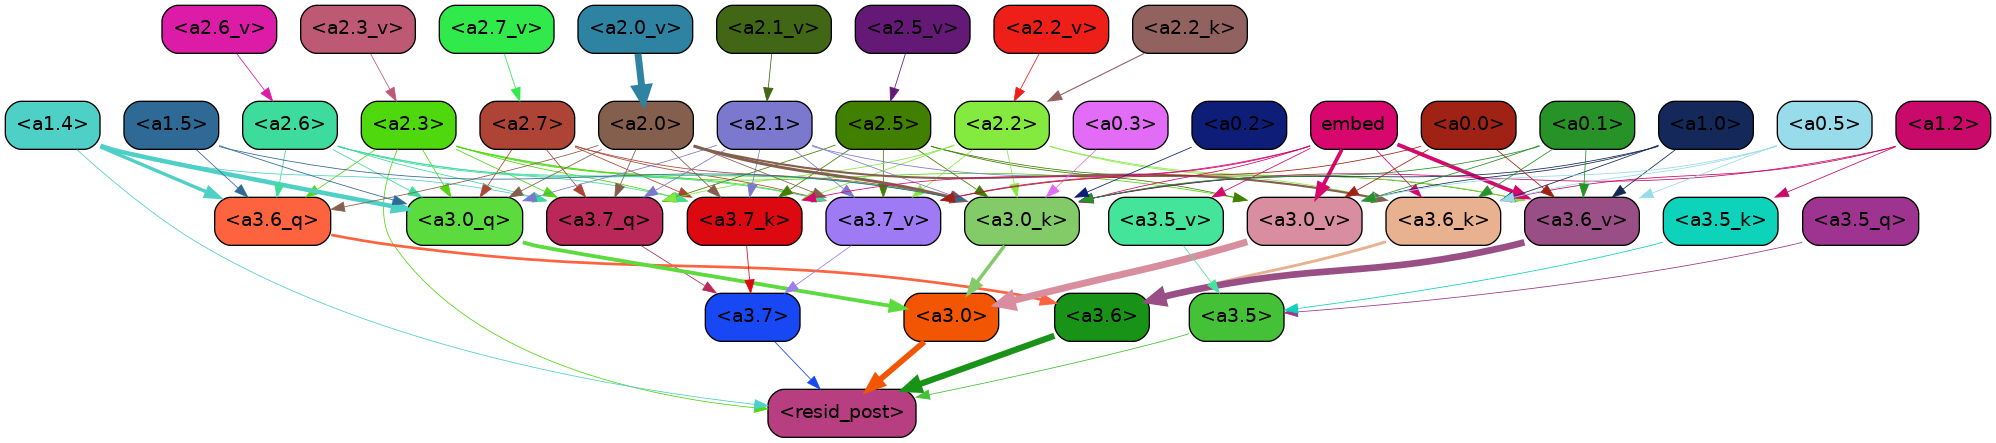 <a2.6_v> <a2.3_v> <a2.7_v> <a2.0_v> <a2.1_v> <a2.5_v> <a2.2_v> <a2.2_k>
<a1.4> <a1.5> <a2.6> <a2.3> <a2.7> <a2.0> <a2.1> <a2.5> <a2.2> <a0.3> <a0.2> embed <a0.0> <a0.1> <a1.0> <a0.5> <a1.2>
<a3.6_q> <a3.0_q> <a3.7_q> <a3.7_k> <a3.7_v> <a3.0_k> <a3.5_v> <a3.0_v> <a3.6_k> <a3.6_v> <a3.5_k> <a3.5_q>
<a3.7> <a3.0> <a3.6> <a3.5>
<resid_post>